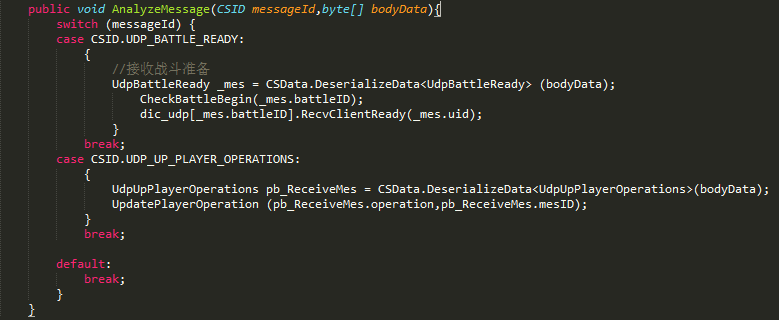 public void AnalyzeMessage(CSID messageId,byte[] bodyData){
switch (messageId) {
case CSID.UDP_BATTLE_READY:
{
//接收战斗准备
UdpBattleReady _mes = CSData.DeserializeData<UdpBattleReady> (bodyData);
CheckBattleBegin(_mes.battleID);
dic_udp[_mes.battleID].RecvClientReady(_mes.uid);
}
break;
case CSID.UDP_UP_PLAYER_OPERATIONS:
{
UdpUpPlayerOperations pb_ReceiveMes = CSData.DeserializeData<UdpUpPlayerOperations>(bodyData);
UpdatePlayerOperation (pb_ReceiveMes.operation,pb_ReceiveMes.mesID);
}
break;
default:
break;
}
}